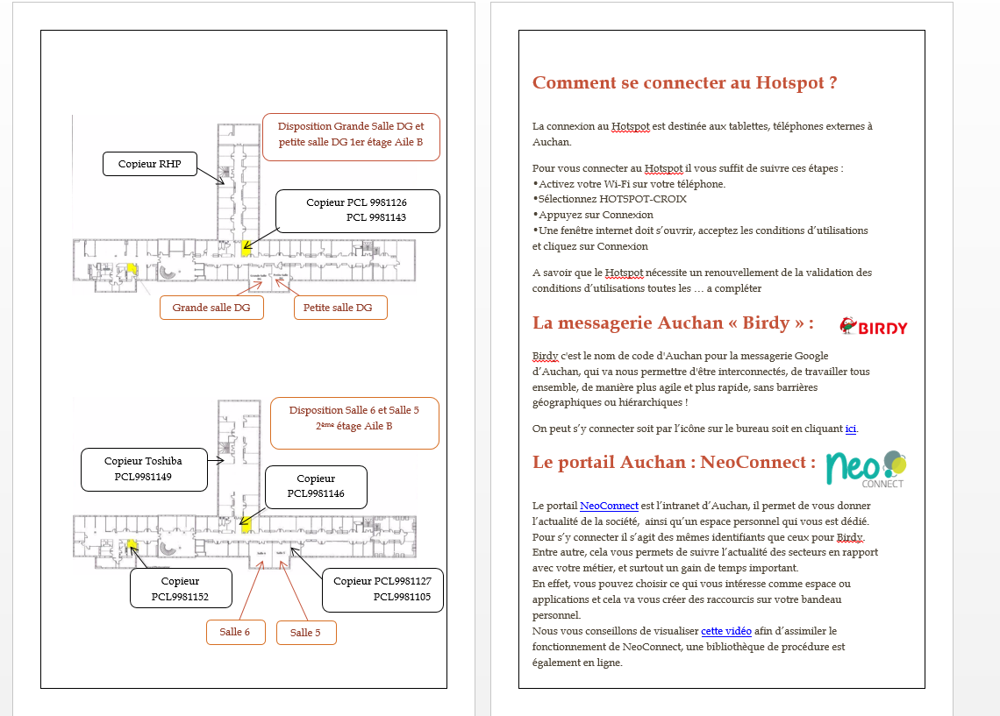 Disposition Grande Salle DG et
petite salle DG 1er étage Aile B
Copieur RHP
Copieur PCL 9981126
PCL 9981143
Grande Salle
DG
Petite Salle
DG
Grande salle DG
Petite salle DG
Disposition Salle 6 et Salle 5
2ème étage Aile B
Copieur Toshiba
PCL9981149
Copieur
PCL9981146
Salle 6
Salle 5
Copieur
PCL9981152
Copieur PCL9981127
PCL9981105
Salle 6
Salle 5
Comment se connecter au Hotspot ?
La connexion au Hotspot est destinée aux tablettes, téléphones externes à
Auchan.
Pour vous connecter au Hotspot il vous suffit de suivre ces étapes :
•Activez votre Wi-Fi sur votre téléphone.
•Sélectionnez HOTSPOT-CROIX
•Appuyez sur Connexion
•Une fenêtre internet doit s’ouvrir, acceptez les conditions d’utilisations
et cliquez sur Connexion
A savoir que le Hotspot nécessite un renouvellement de la validation des
conditions d’utilisations toutes les … a compléter
La messagerie Auchan « Birdy » :
BIRDY
Birdy c'est le nom de code d'Auchan pour la messagerie Google
d’Auchan, qui va nous permettre d'être interconnectés, de travailler tous
ensemble, de manière plus agile et plus rapide, sans barrières
géographiques ou hiérarchiques !
On peut s’y connecter soit par l’icône sur le bureau soit en cliquant ici.
Le portail Auchan : NeoConnect :
neo
CONNECT
Le portail NeoConnect est l’intranet d’Auchan, il permet de vous donner
l’actualité de la société,  ainsi qu’un espace personnel qui vous est dédié.
Pour s’y connecter il s’agit des mêmes identifiants que ceux pour Birdy.
Entre autre, cela vous permets de suivre l’actualité des secteurs en rapport
avec votre métier, et surtout un gain de temps important.
En effet, vous pouvez choisir ce qui vous intéresse comme espace ou
applications et cela va vous créer des raccourcis sur votre bandeau
personnel.
Nous vous conseillons de visualiser cette vidéo afin d’assimiler le
fonctionnement de NeoConnect, une bibliothèque de procédure est
également en ligne.